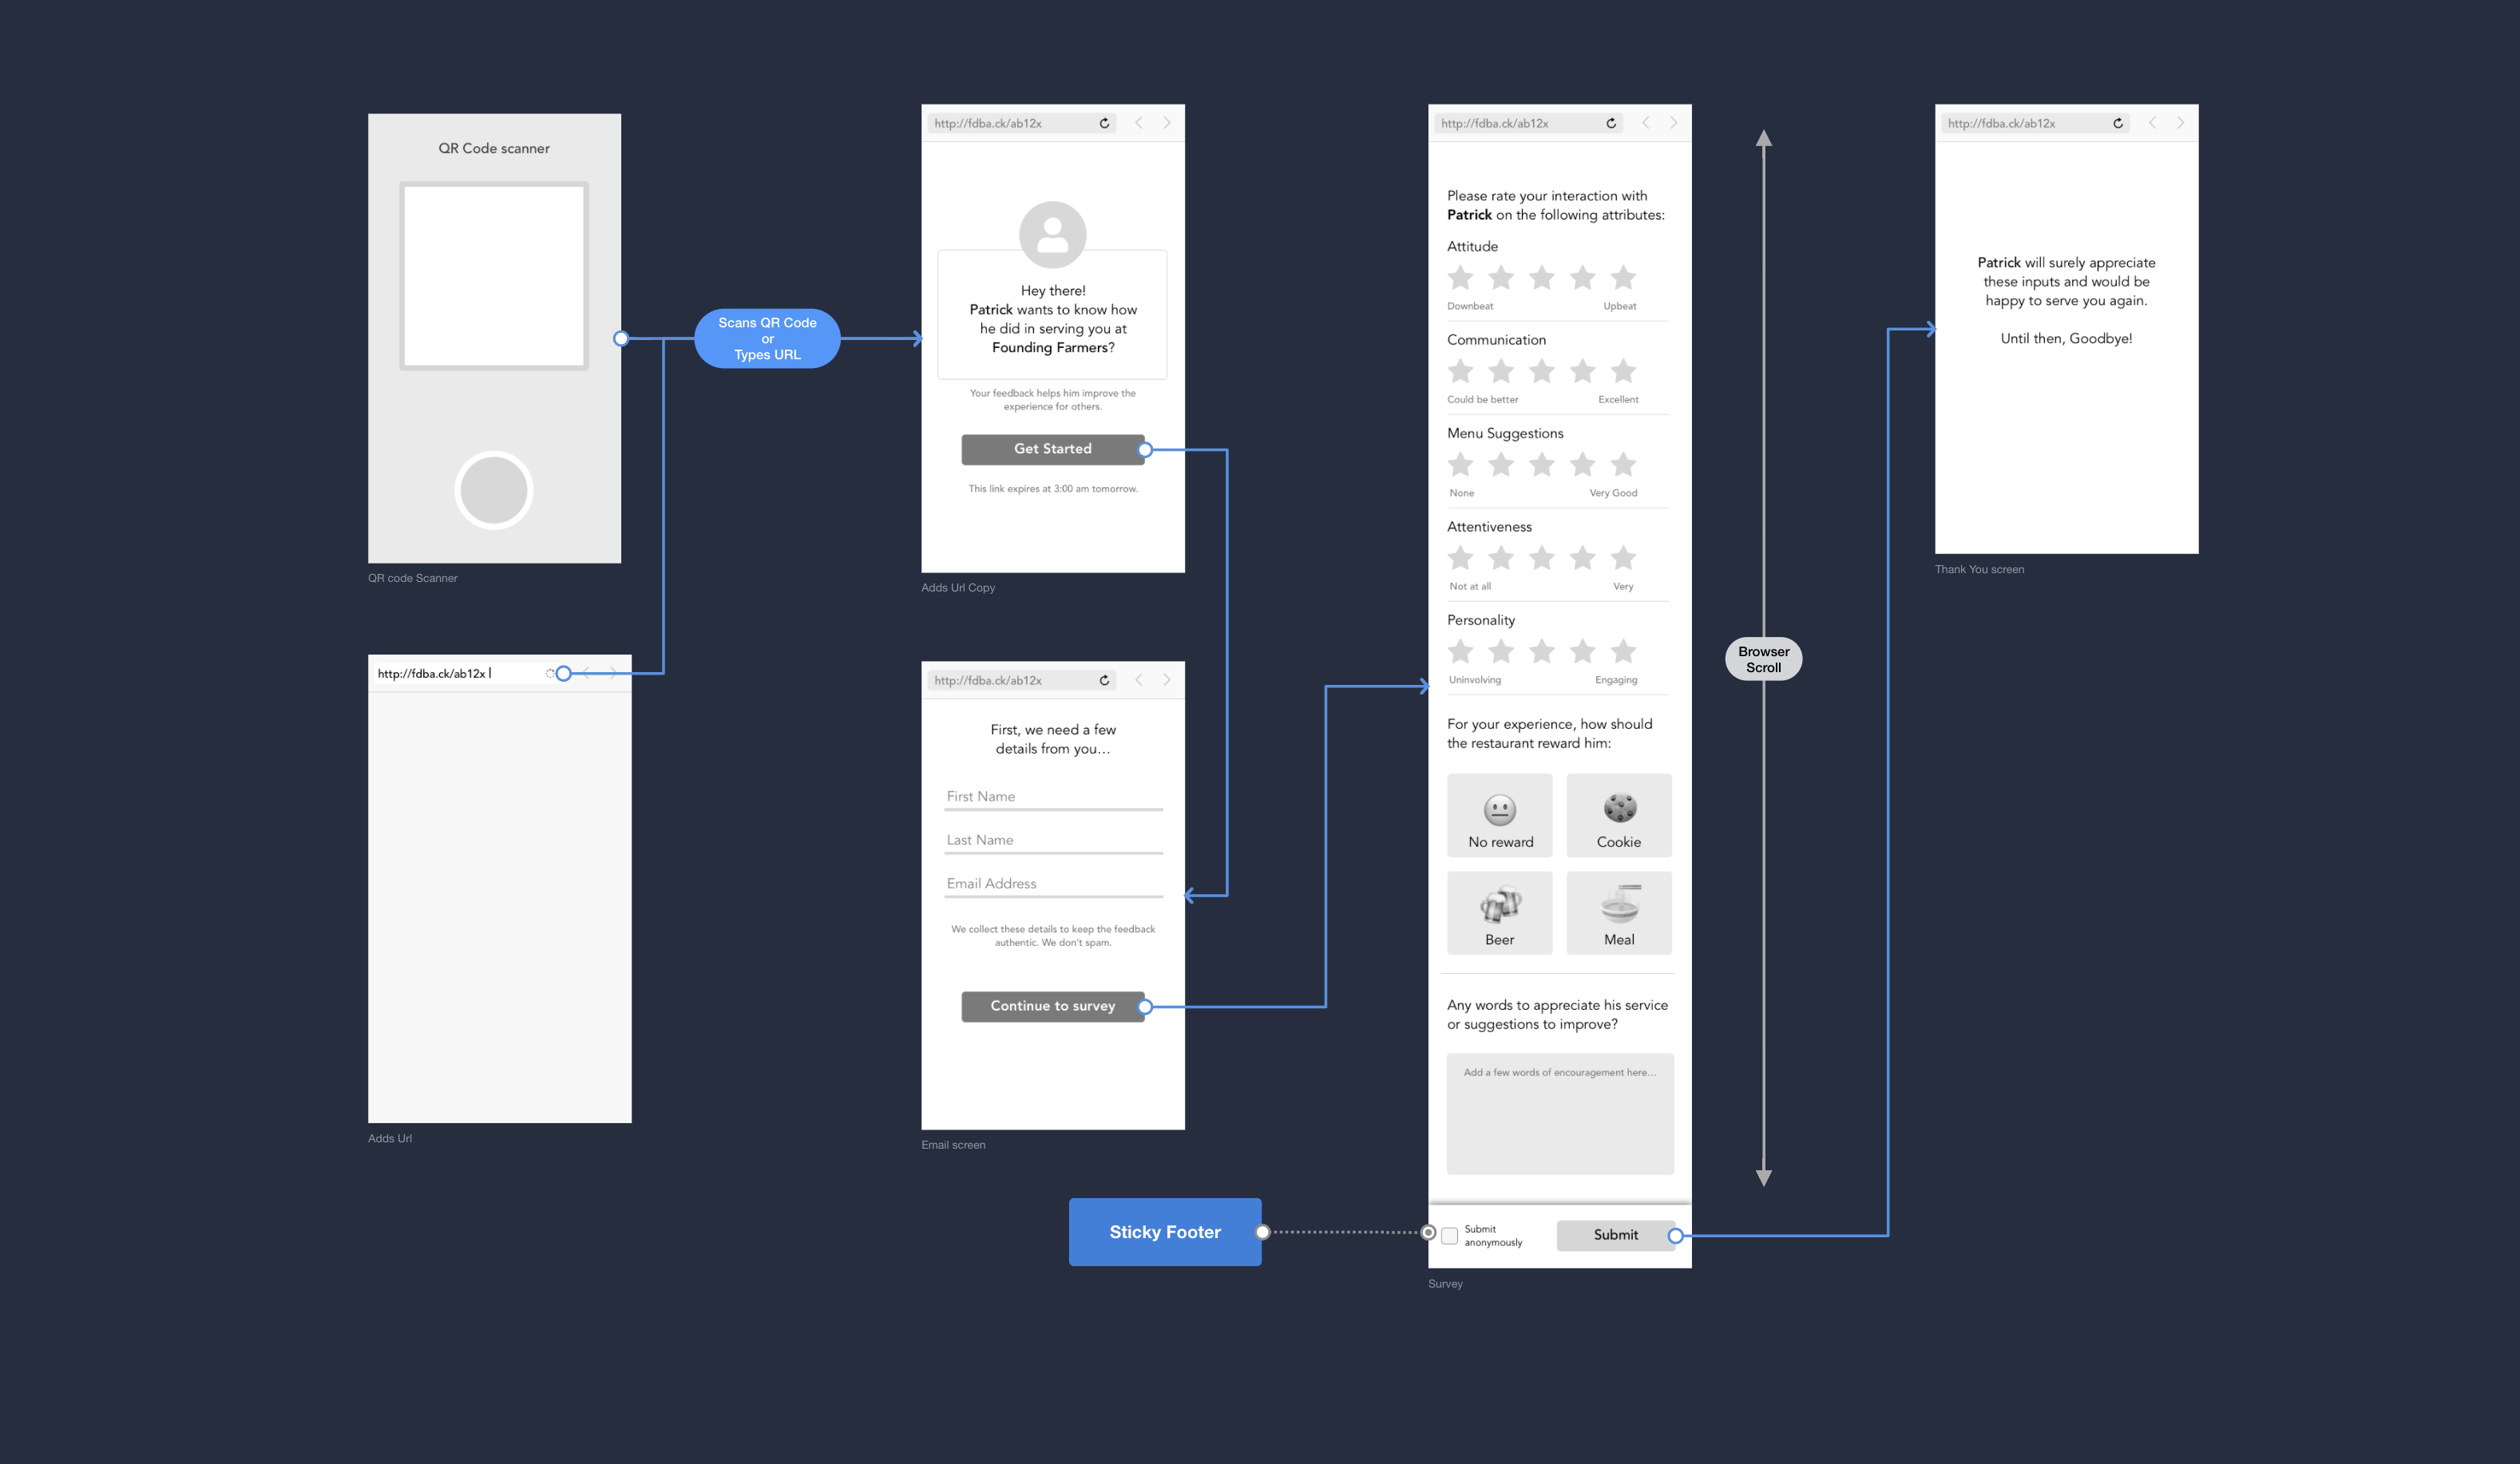 QR Code scanner
QR code Scanner
http://fdba.ck/ab12x
Adds Url
Scans QR Code
or
Types URL
http://fdba.ck/ab12x
Hey there!
Patrick wants to know how
he did in serving you at
Founding Farmers?
Your feedback helps him improve the
experience for others.
Get Started
This link expires at 3:00 am tomorrow.
Adds Url Copy
http://fdba.ck/ab12x
First, we need a few
details from you...
First Name
Last Name
Email Address
We collect these details to keep the feedback
authentic. We don't spam.
Continue to survey
Email screen
Sticky Footer
http://fdba.ck/ab12x
Please rate your interaction with
Patrick on the following attributes:
Attitude
Downbeat Upbeat
Communication
Could be better Excellent
Menu Suggestions
None Very Good
Attentiveness
Not at all Very
Personality
Uninvolving Engaging
For your experience, how should
the restaurant reward him:
No reward Cookie
Beer Meal
Any words to appreciate his service
or suggestions to improve?
Add a few words of encouragement here...
Submit
anonymously
Submit
Survey
Browser
Scroll
http://fdba.ck/ab12x
Patrick will surely appreciate
these inputs and would be
happy to serve you again.
Until then, Goodbye!
Thank You screen